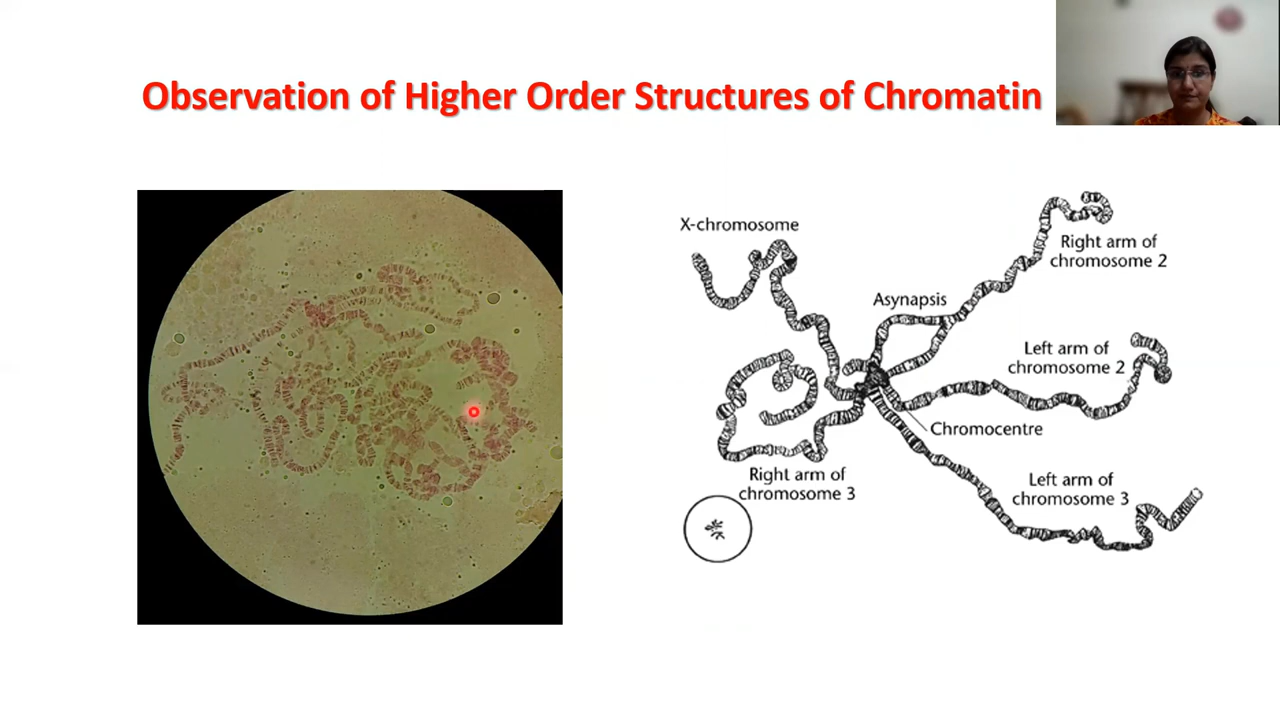 Observation of Higher Order Structures of Chromatin
X-chromosome
Right arm of
chromosome 2
Asynapsis
Left arm of
chromosome 2
Chromocentre
Right arm of
chromosome 3
Left arm of
chromosome 3